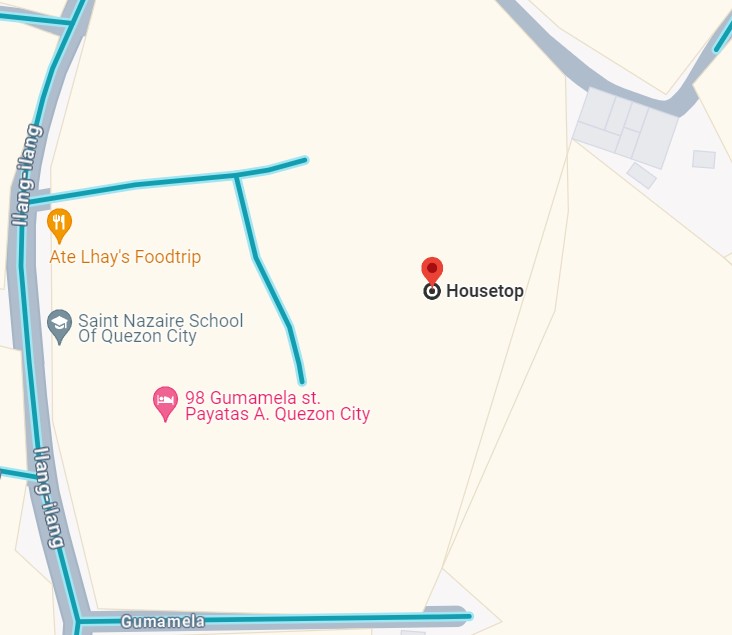 Ilang-ilang
Ate Lhay's Foodtrip
Housetop
Saint Nazaire School
Of Quezon City
98 Gumamela st.
Payatas A. Quezon City
Ilang-ilang
Gumamela